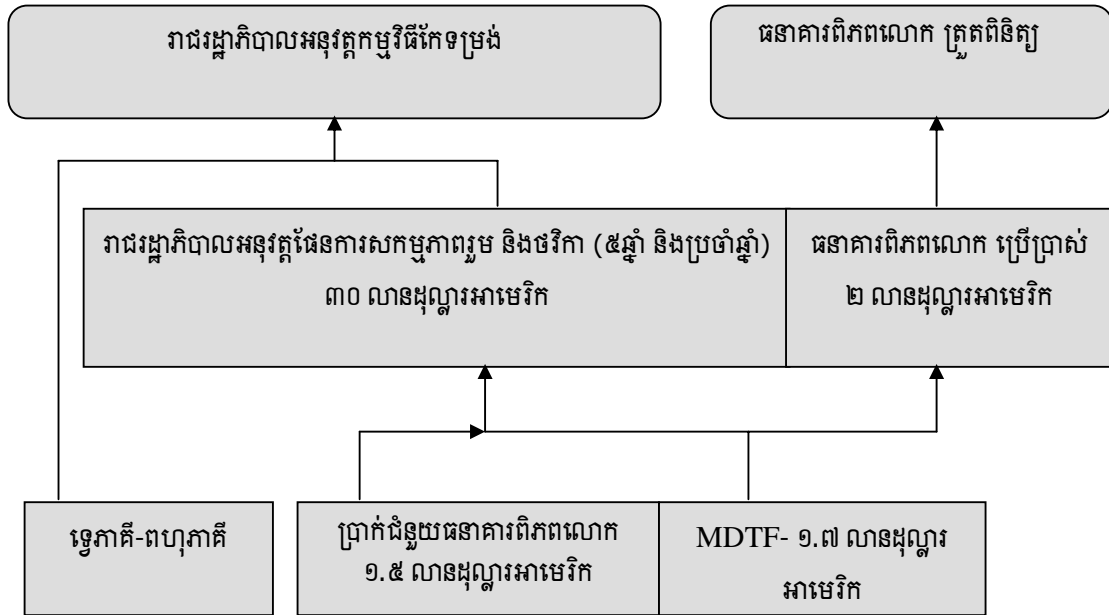 រាជរដ្ឋាភិបាលអនុវត្តកម្មវិធីកែទម្រង់
ធនាគារពិភពលោក ត្រួតពិនិត្យ
រាជរដ្ឋាភិបាលអនុវត្តផែនការសកម្មភាពរួម និងថវិកា (៥ឆ្នាំ និងប្រចាំឆ្នាំ)
៣០ លានដុល្លារអាមេរិក
ធនាគារពិភពលោក ប្រើប្រាស់
២ លានដុល្លារអាមេរិក
ទ្វេភាគី-ពហុភាគី
ប្រាក់ជំនួយធនាគារពិភពលោក
១.៥ លានដុល្លារអាមេរិក
MDTF- ១.៧ លានដុល្លារ
អាមេរិក